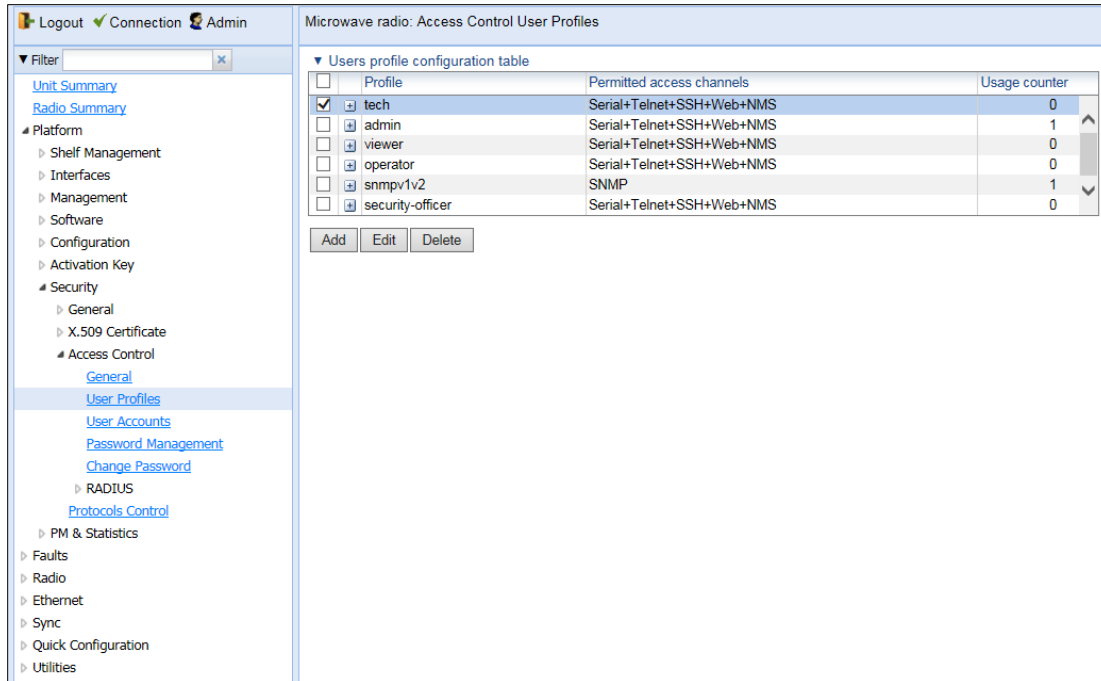 Logout Connection Admin
Filter
Unit Summary
Radio Summary
Platform
Shelf Management
Interfaces
Management
Software
Configuration
Activation Key
Security
General
X.509 Certificate
Access Control
General
User Profiles
User Accounts
Password Management
Change Password
RADIUS
Protocols Control
PM & Statistics
Faults
Radio
Ethernet
Sync
Quick Configuration
Utilities
Microwave radio: Access Control User Profiles
Users profile configuration table
Profile Permitted access channels Usage counter
tech Serial+Telnet+SSH+Web+NMS 0
admin Serial+Telnet+SSH+Web+NMS 1
viewer Serial+Telnet+SSH+Web+NMS 0
operator Serial+Telnet+SSH+Web+NMS 0
snmpv1v2 SNMP 1
security-officer Serial+Telnet+SSH+Web+NMS 0
Add Edit Delete